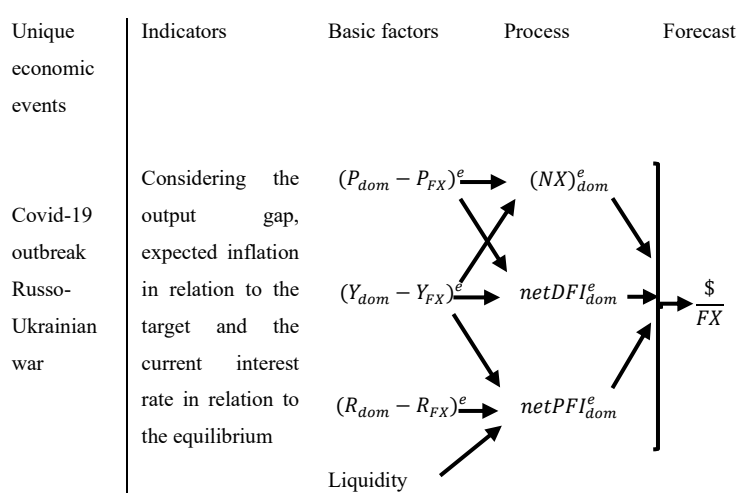 Unique economic events
Indicators
Basic factors
Process
Forecast
Covid-19
outbreak
Russo-
Ukrainian
war
Considering the
output gap,
expected inflation
in relation to the
target and the
current interest
rate in relation to
the equilibrium
(P_dom − P_FX)^e
(Y_dom − Y_FX)^e
(R_dom − R_FX)^e
Liquidity
(NX)^e_dom
netDFI^e_dom
netPFI^e_dom
$
FX